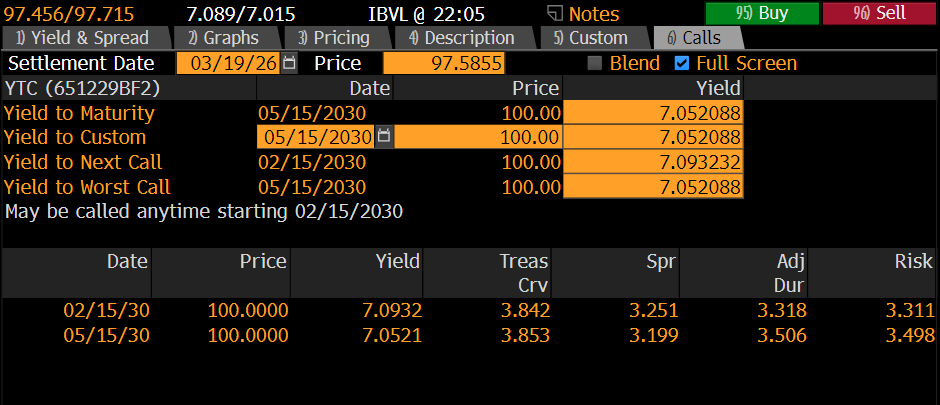 97.456/97.715 7.089/7.015 IBVL @ 22:05 Notes 95) Buy 96) Sell
1) Yield & Spread 2) Graphs 3) Pricing 4) Description 5) Custom 6) Calls
Settlement Date 03/19/26 Price 97.5855 Blend Full Screen
YTC (651229BF2) Date Price Yield
Yield to Maturity 05/15/2030 100.00 7.052088
Yield to Custom 05/15/2030 100.00 7.052088
Yield to Next Call 02/15/2030 100.00 7.093232
Yield to Worst Call 05/15/2030 100.00 7.052088
May be called anytime starting 02/15/2030
Date Price Yield Treas Spr Adj Risk
Crv Dur
02/15/30 100.0000 7.0932 3.842 3.251 3.318 3.311
05/15/30 100.0000 7.0521 3.853 3.199 3.506 3.498